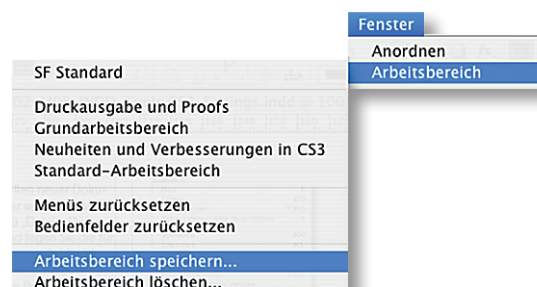 Fenster
Anordnen
Arbeitsbereich
SF Standard
Druckausgabe und Proofs
Grundarbeitsbereich
Neuheiten und Verbesserungen in CS3
Standard-Arbeitsbereich
Menüs zurücksetzen
Bedienfelder zurücksetzen
Arbeitsbereich speichern...
Arbeitsbereich löschen...